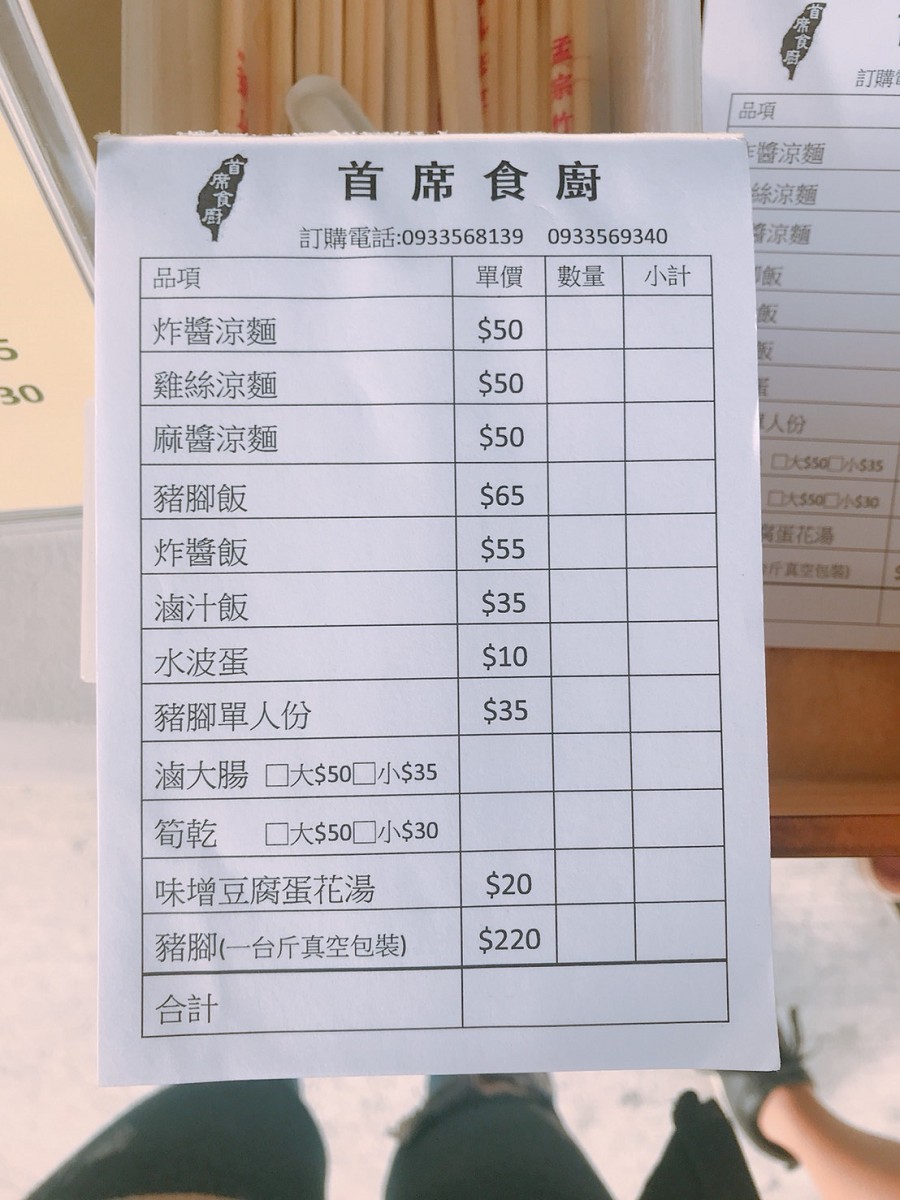 孟宗竹
首席食廚
首席食廚
訂購電話:0933568139 0933569340
品項 單價 數量 小計
炸醬涼麵 $50
雞絲涼麵 $50
麻醬涼麵 $50
豬腳飯 $65
炸醬飯 $55
滷汁飯 $35
水波蛋 $10
豬腳單人份 $35
滷大腸 □大$50□小$35
筍乾 □大$50□小$30
味增豆腐蛋花湯 $20
豬腳(一台斤真空包裝) $220
合計
首席食廚
訂購
品項
醬涼麵
絲涼麵
醬涼麵
飯
飯
飯
蛋
人份
□大$50□小$35
□大$50□小$30
腐蛋花湯
台斤真空包裝)
5
30